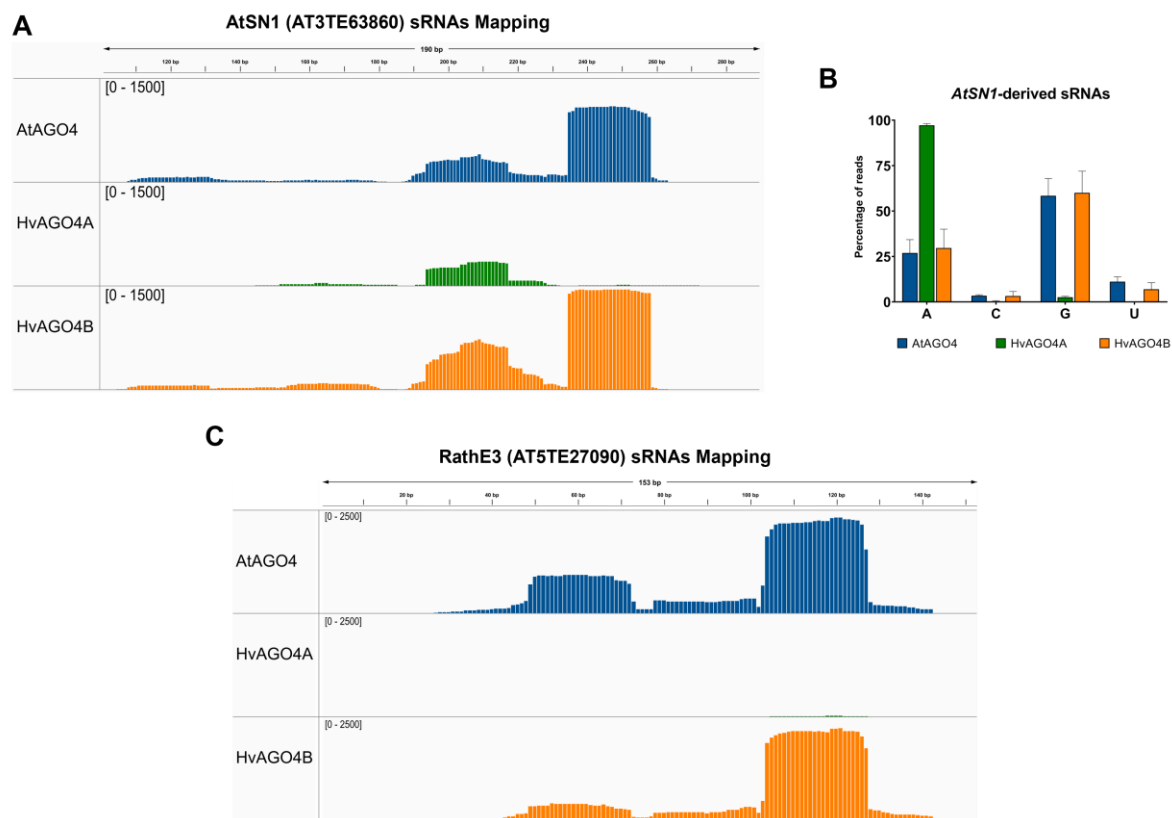 A
AtSN1 (AT3TE63860) sRNAs Mapping
190 bp
120 bp 140 bp 160 bp 180 bp 200 bp 220 bp 240 bp 260 bp 280 bp
[0 - 1500]
AtAGO4
[0 - 1500]
HvAGO4A
[0 - 1500]
HvAGO4B
B
AtSN1-derived sRNAs
Percentage of reads
100
75
50
25
0
A C G U
AtAGO4 HvAGO4A HvAGO4B
C
RathE3 (AT5TE27090) sRNAs Mapping
153 bp
20 bp 40 bp 60 bp 80 bp 100 bp 120 bp 140 bp
[0 - 2500]
AtAGO4
[0 - 2500]
HvAGO4A
[0 - 2500]
HvAGO4B